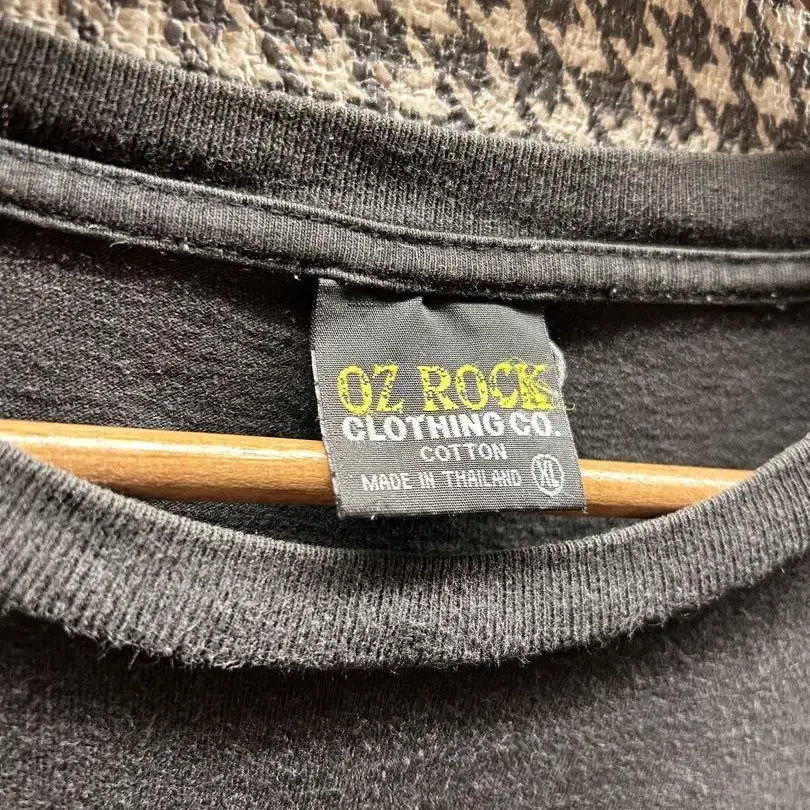 OZ ROCK
CLOTHING CO.
COTTON
MADE IN THAILAND XL